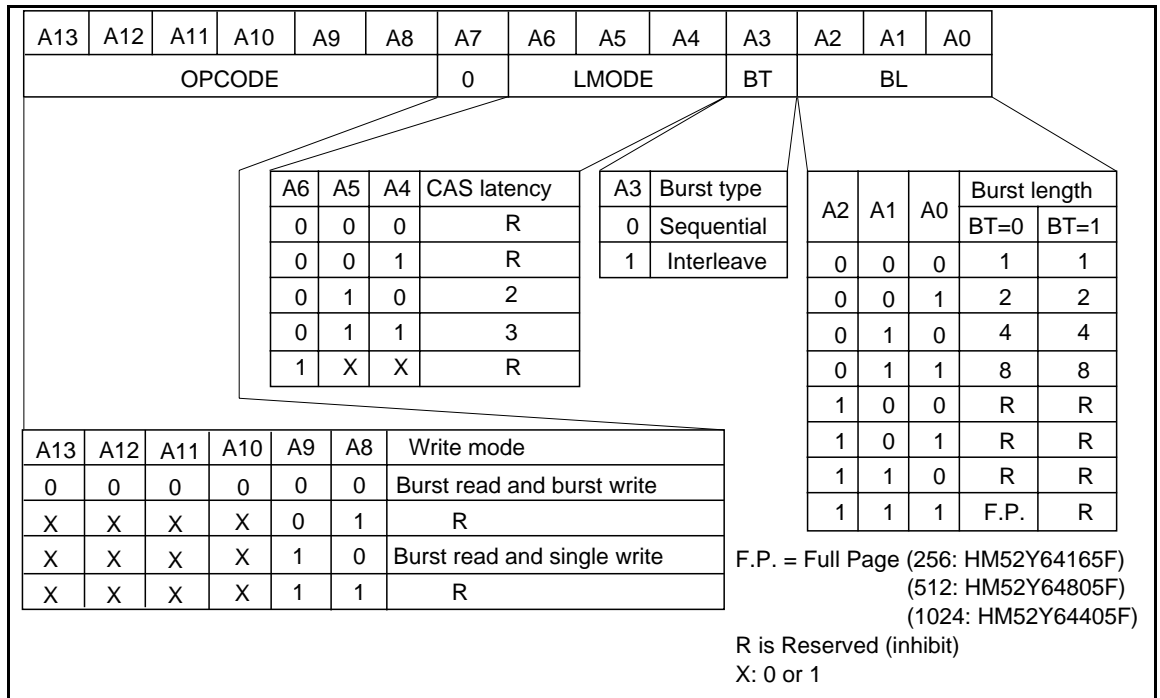 A13 A12 A11 A10 A9 A8 A7 A6 A5 A4 A3 A2 A1 A0
OPCODE 0 LMODE BT BL
A6 A5 A4 CAS latency
0 0 0 R
0 0 1 R
0 1 0 2
0 1 1 3
1 X X R
A3 Burst type
0 Sequential
1 Interleave
A2 A1 A0 Burst length
BT=0 BT=1
0 0 0 1 1
0 0 1 2 2
0 1 0 4 4
0 1 1 8 8
1 0 0 R R
1 0 1 R R
1 1 0 R R
1 1 1 F.P. R
A13 A12 A11 A10 A9 A8 Write mode
0 0 0 0 0 0 Burst read and burst write
X X X X 0 1 R
X X X X 1 0 Burst read and single write
X X X X 1 1 R
F.P. = Full Page (256: HM52Y64165F)
(512: HM52Y64805F)
(1024: HM52Y64405F)
R is Reserved (inhibit)
X: 0 or 1